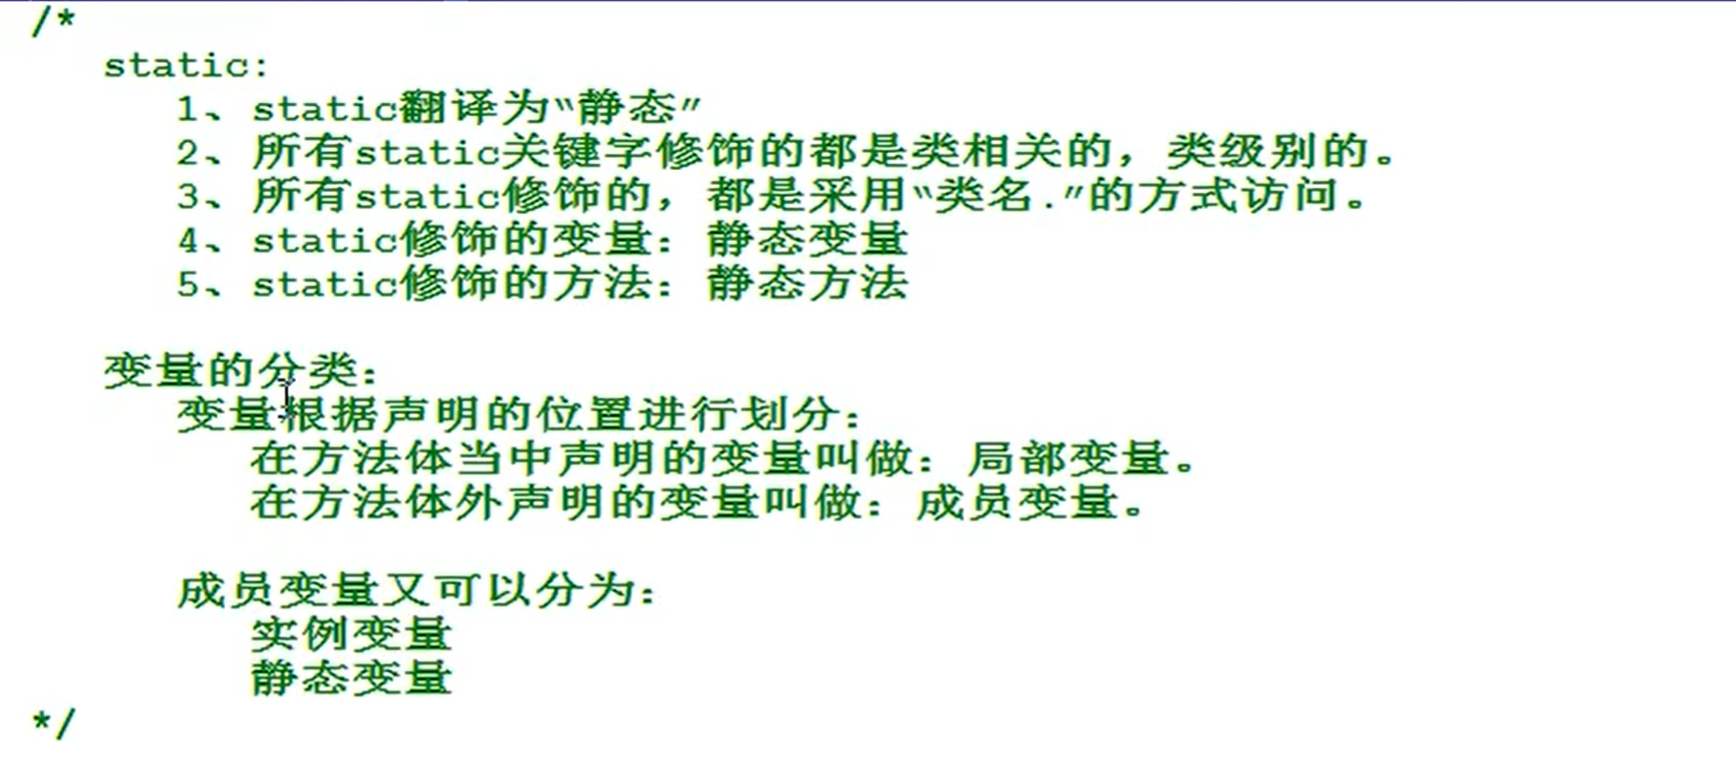 /*
static:
1、static翻译为“静态”
2、所有static关键字修饰的都是类相关的，类级别的。
3、所有static修饰的，都是采用“类名.”的方式访问。
4、static修饰的变量：静态变量
5、static修饰的方法：静态方法
变量的分类：
变量根据声明的位置进行划分：
在方法体当中声明的变量叫做：局部变量。
在方法体外声明的变量叫做：成员变量。
成员变量又可以分为：
实例变量
静态变量
*/